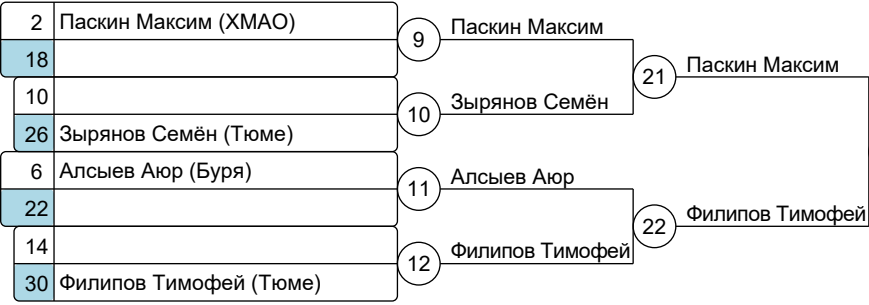 2 Паскин Максим (ХМАО)
18
9 Паскин Максим
10
26 Зырянов Семён (Тюме)
10 Зырянов Семён
21 Паскин Максим
6 Алсыев Аюр (Буря)
22
11 Алсыев Аюр
14
30 Филипов Тимофей (Тюме)
12 Филипов Тимофей
22 Филипов Тимофей